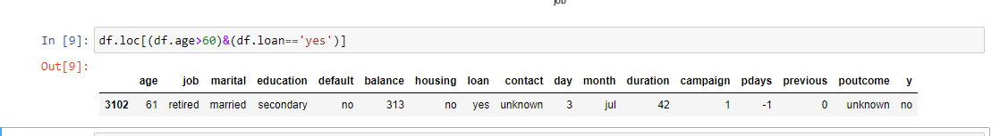 job
In [9]: df.loc[(df.age>60)&(df.loan=='yes')]
Out[9]:
age job marital education default balance housing loan contact day month duration campaign pdays previous poutcome y
3102 61 retired married secondary no 313 no yes unknown 3 jul 42 1 -1 0 unknown no